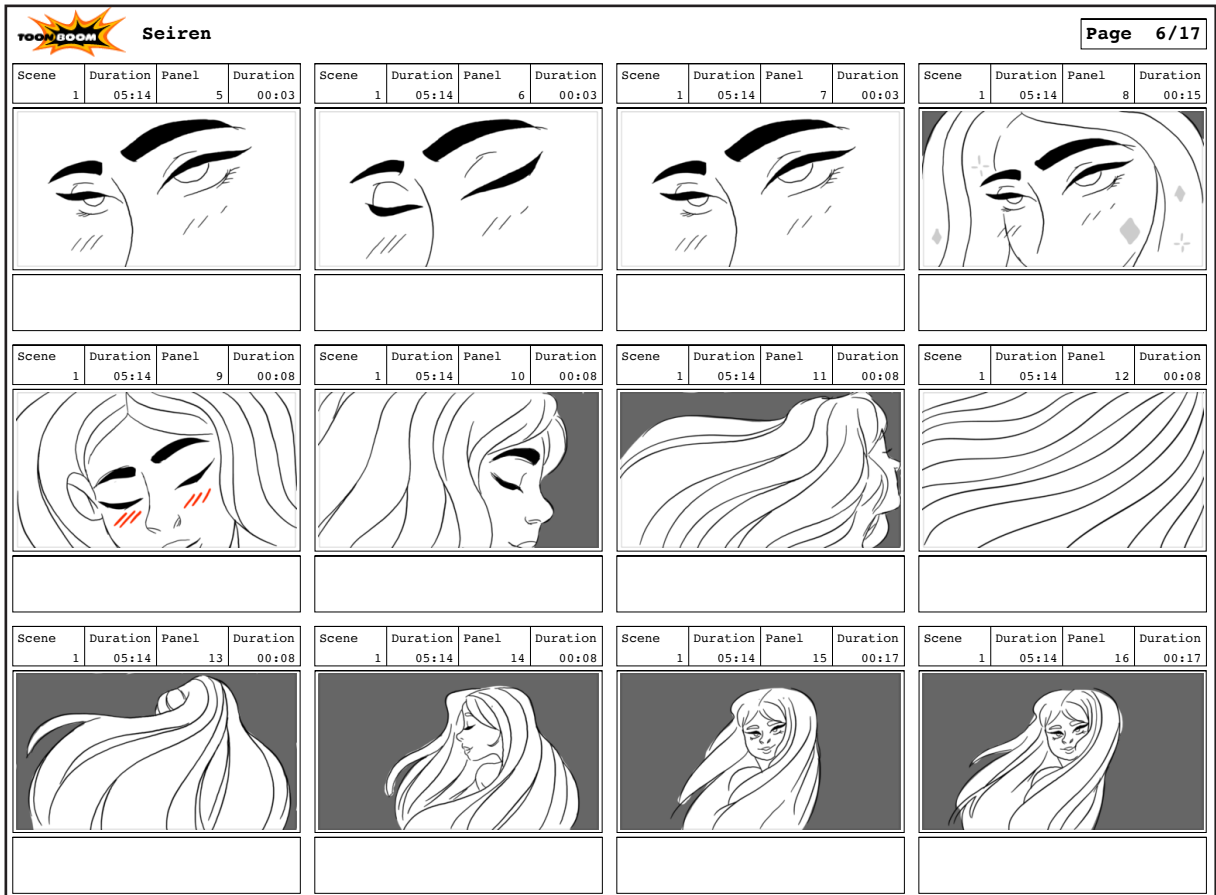 TOON BOOM Seiren Page 6/17
Scene Duration Panel Duration Scene Duration Panel Duration Scene Duration Panel Duration Scene Duration Panel Duration
1 05:14 5 00:03 1 05:14 6 00:03 1 05:14 7 00:03 1 05:14 8 00:15
Scene Duration Panel Duration Scene Duration Panel Duration Scene Duration Panel Duration Scene Duration Panel Duration
1 05:14 9 00:08 1 05:14 10 00:08 1 05:14 11 00:08 1 05:14 12 00:08
Scene Duration Panel Duration Scene Duration Panel Duration Scene Duration Panel Duration Scene Duration Panel Duration
1 05:14 13 00:08 1 05:14 14 00:08 1 05:14 15 00:17 1 05:14 16 00:17